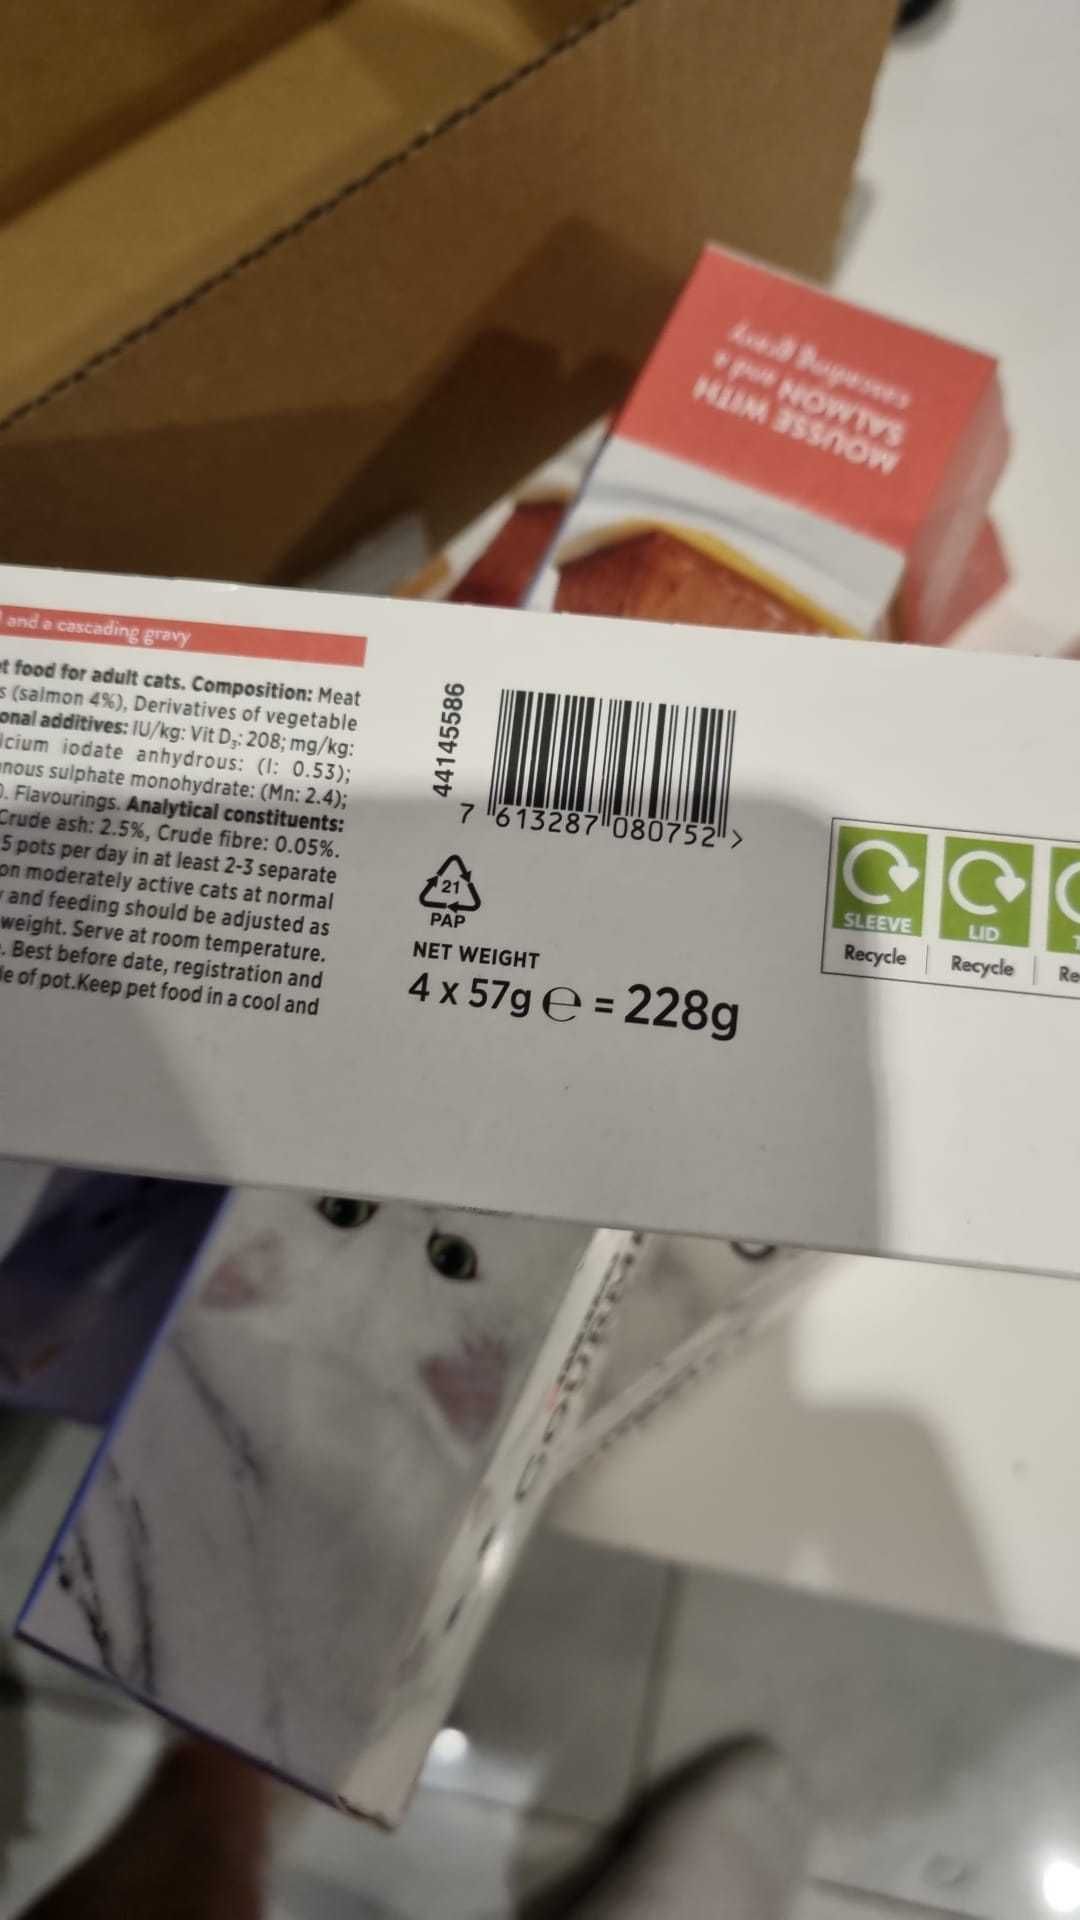 MOUSSE WITH
SALMON and a
cascading gravy
and a cascading gravy
t food for adult cats. Composition: Meat
s (salmon 4%), Derivatives of vegetable
onal additives: IU/kg: Vit D₃: 208; mg/kg:
lcium iodate anhydrous: (I: 0.53);
nous sulphate monohydrate: (Mn: 2.4);
. Flavourings. Analytical constituents:
Crude ash: 2.5%, Crude fibre: 0.05%.
5 pots per day in at least 2-3 separate
on moderately active cats at normal
and feeding should be adjusted as
weight. Serve at room temperature.
. Best before date, registration and
le of pot.Keep pet food in a cool and
44145586
7 613287 080752 >
21
PAP
NET WEIGHT
4 x 57g e = 228g
SLEEVE
Recycle
LID
Recycle
T
Re